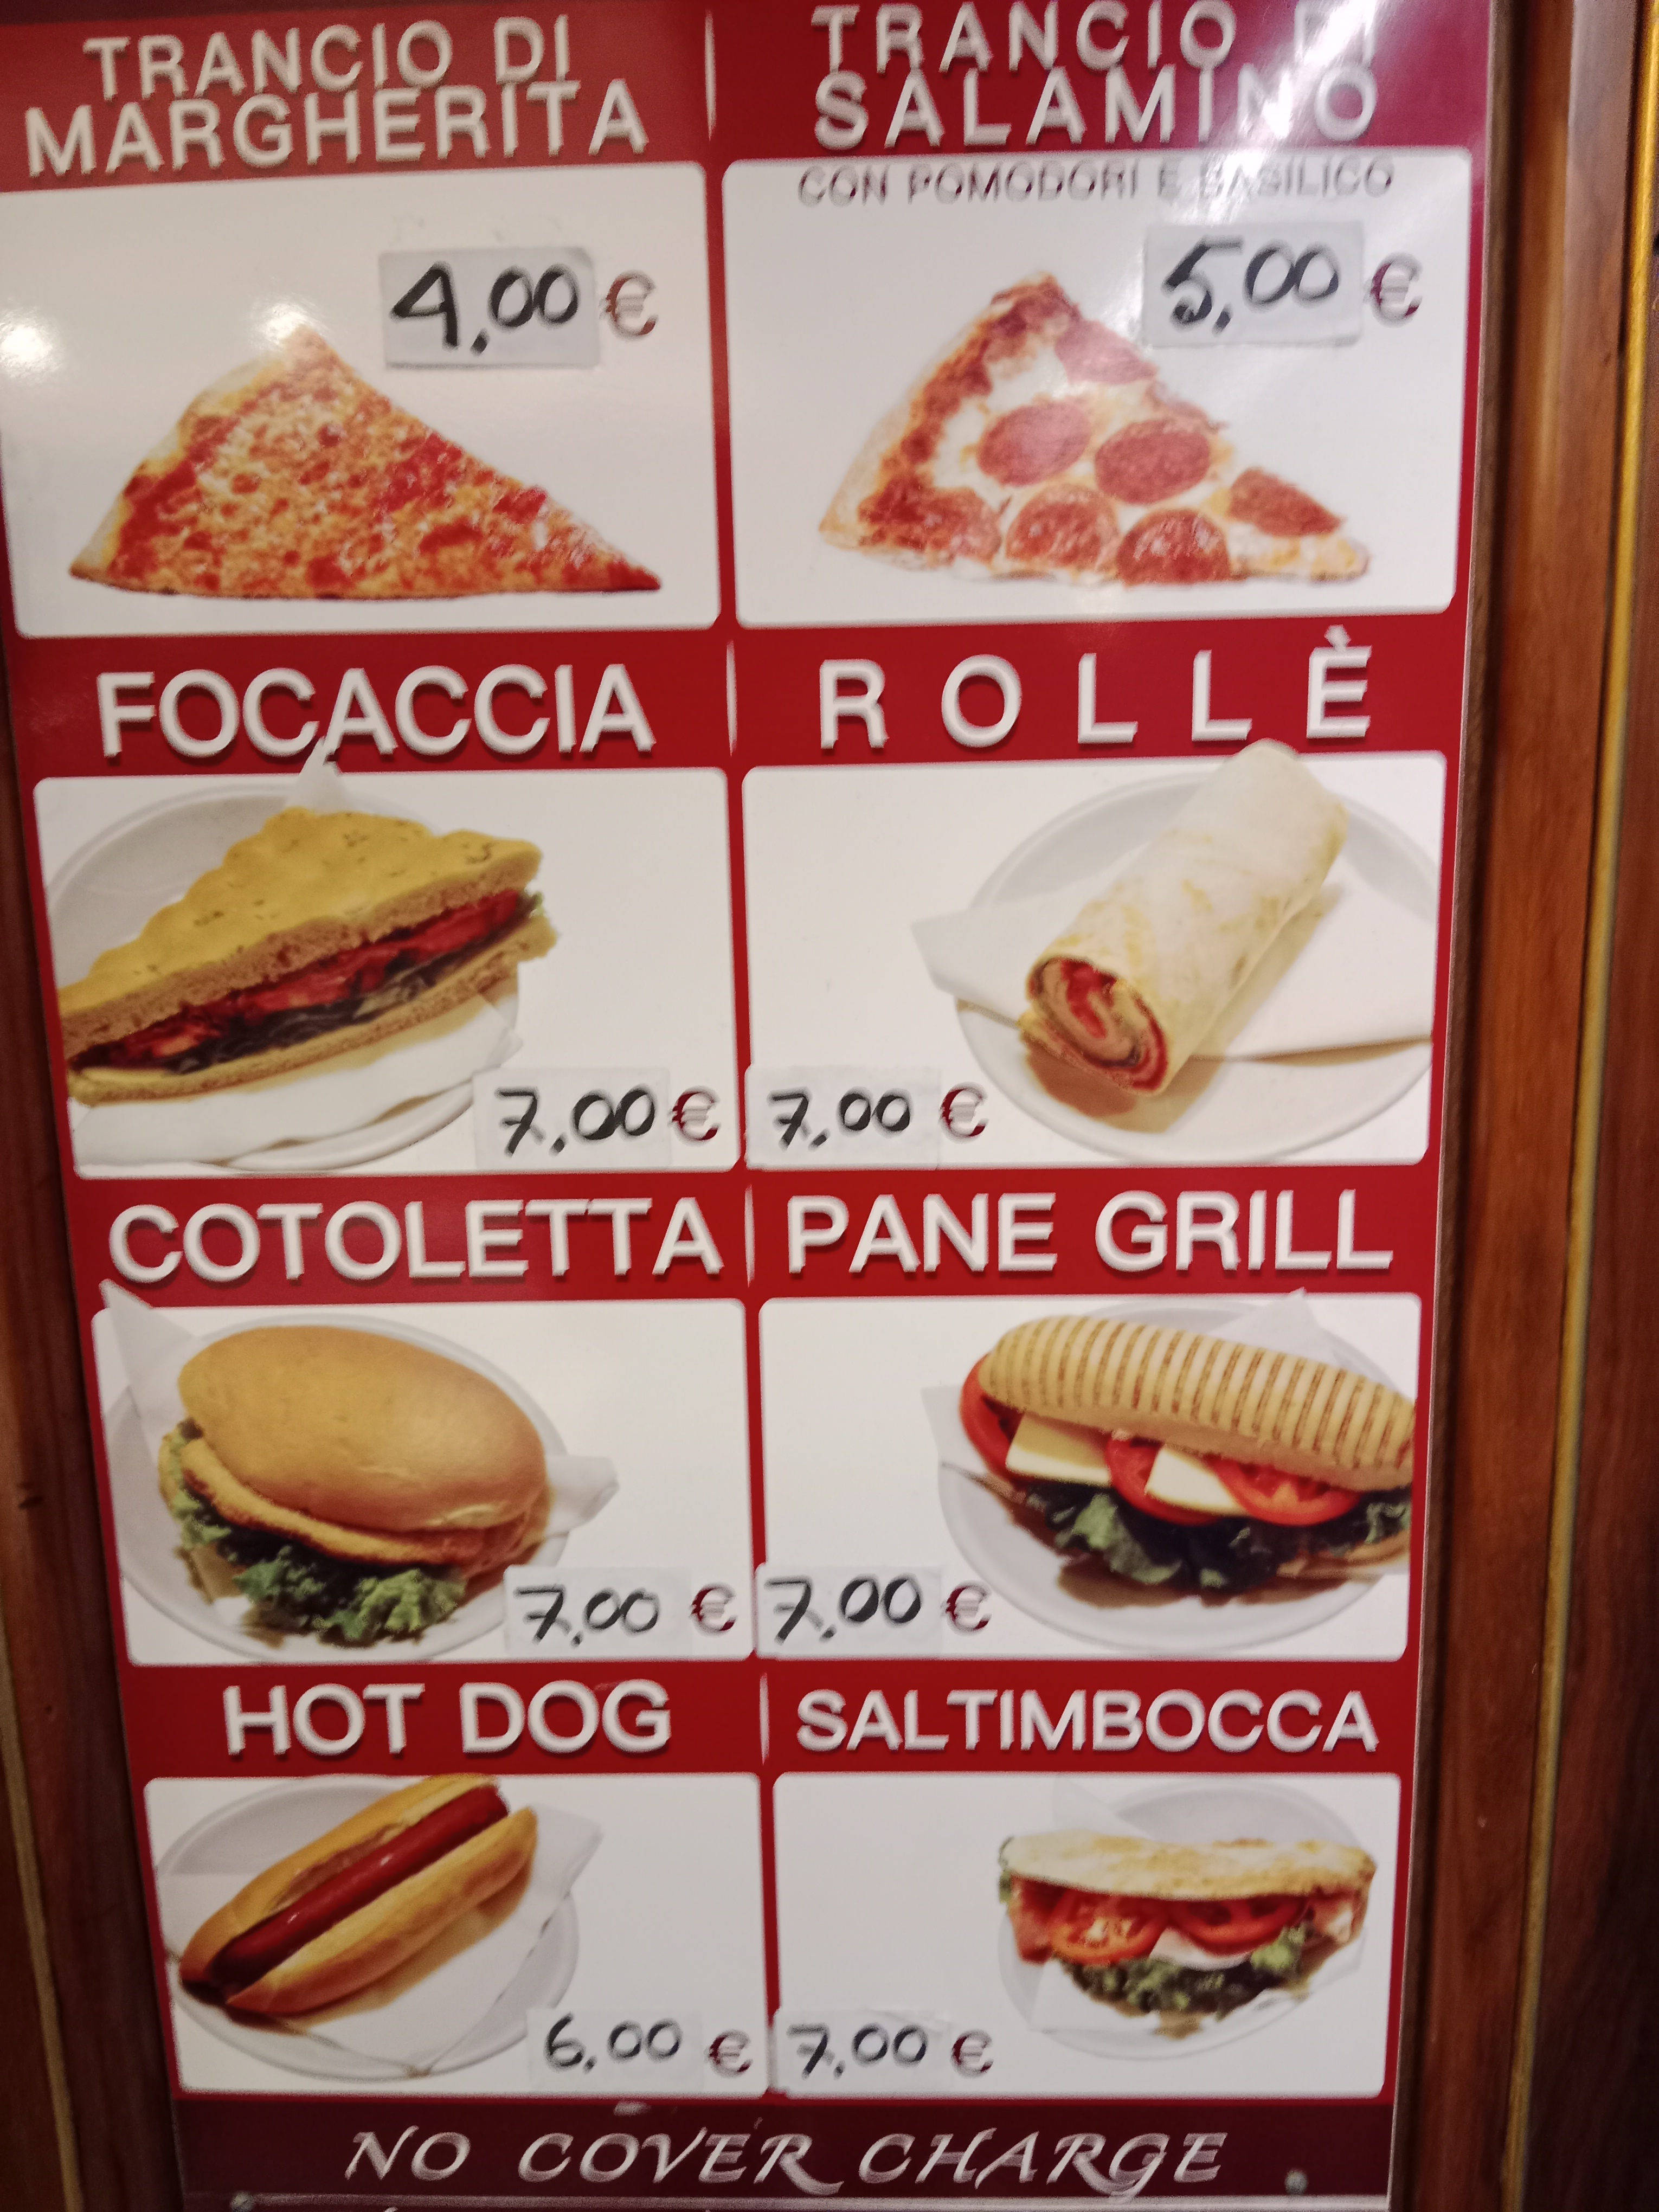 TRANCIO DI
MARGHERITA
4,00 €
TRANCIO DI
SALAMINO
CON POMODORI E BASILICO
5,00 €
FOCACCIA
7,00 €
ROLLÈ
7,00 €
COTOLETTA
7,00 €
PANE GRILL
7,00 €
HOT DOG
6,00 €
SALTIMBOCCA
7,00 €
NO COVER CHARGE